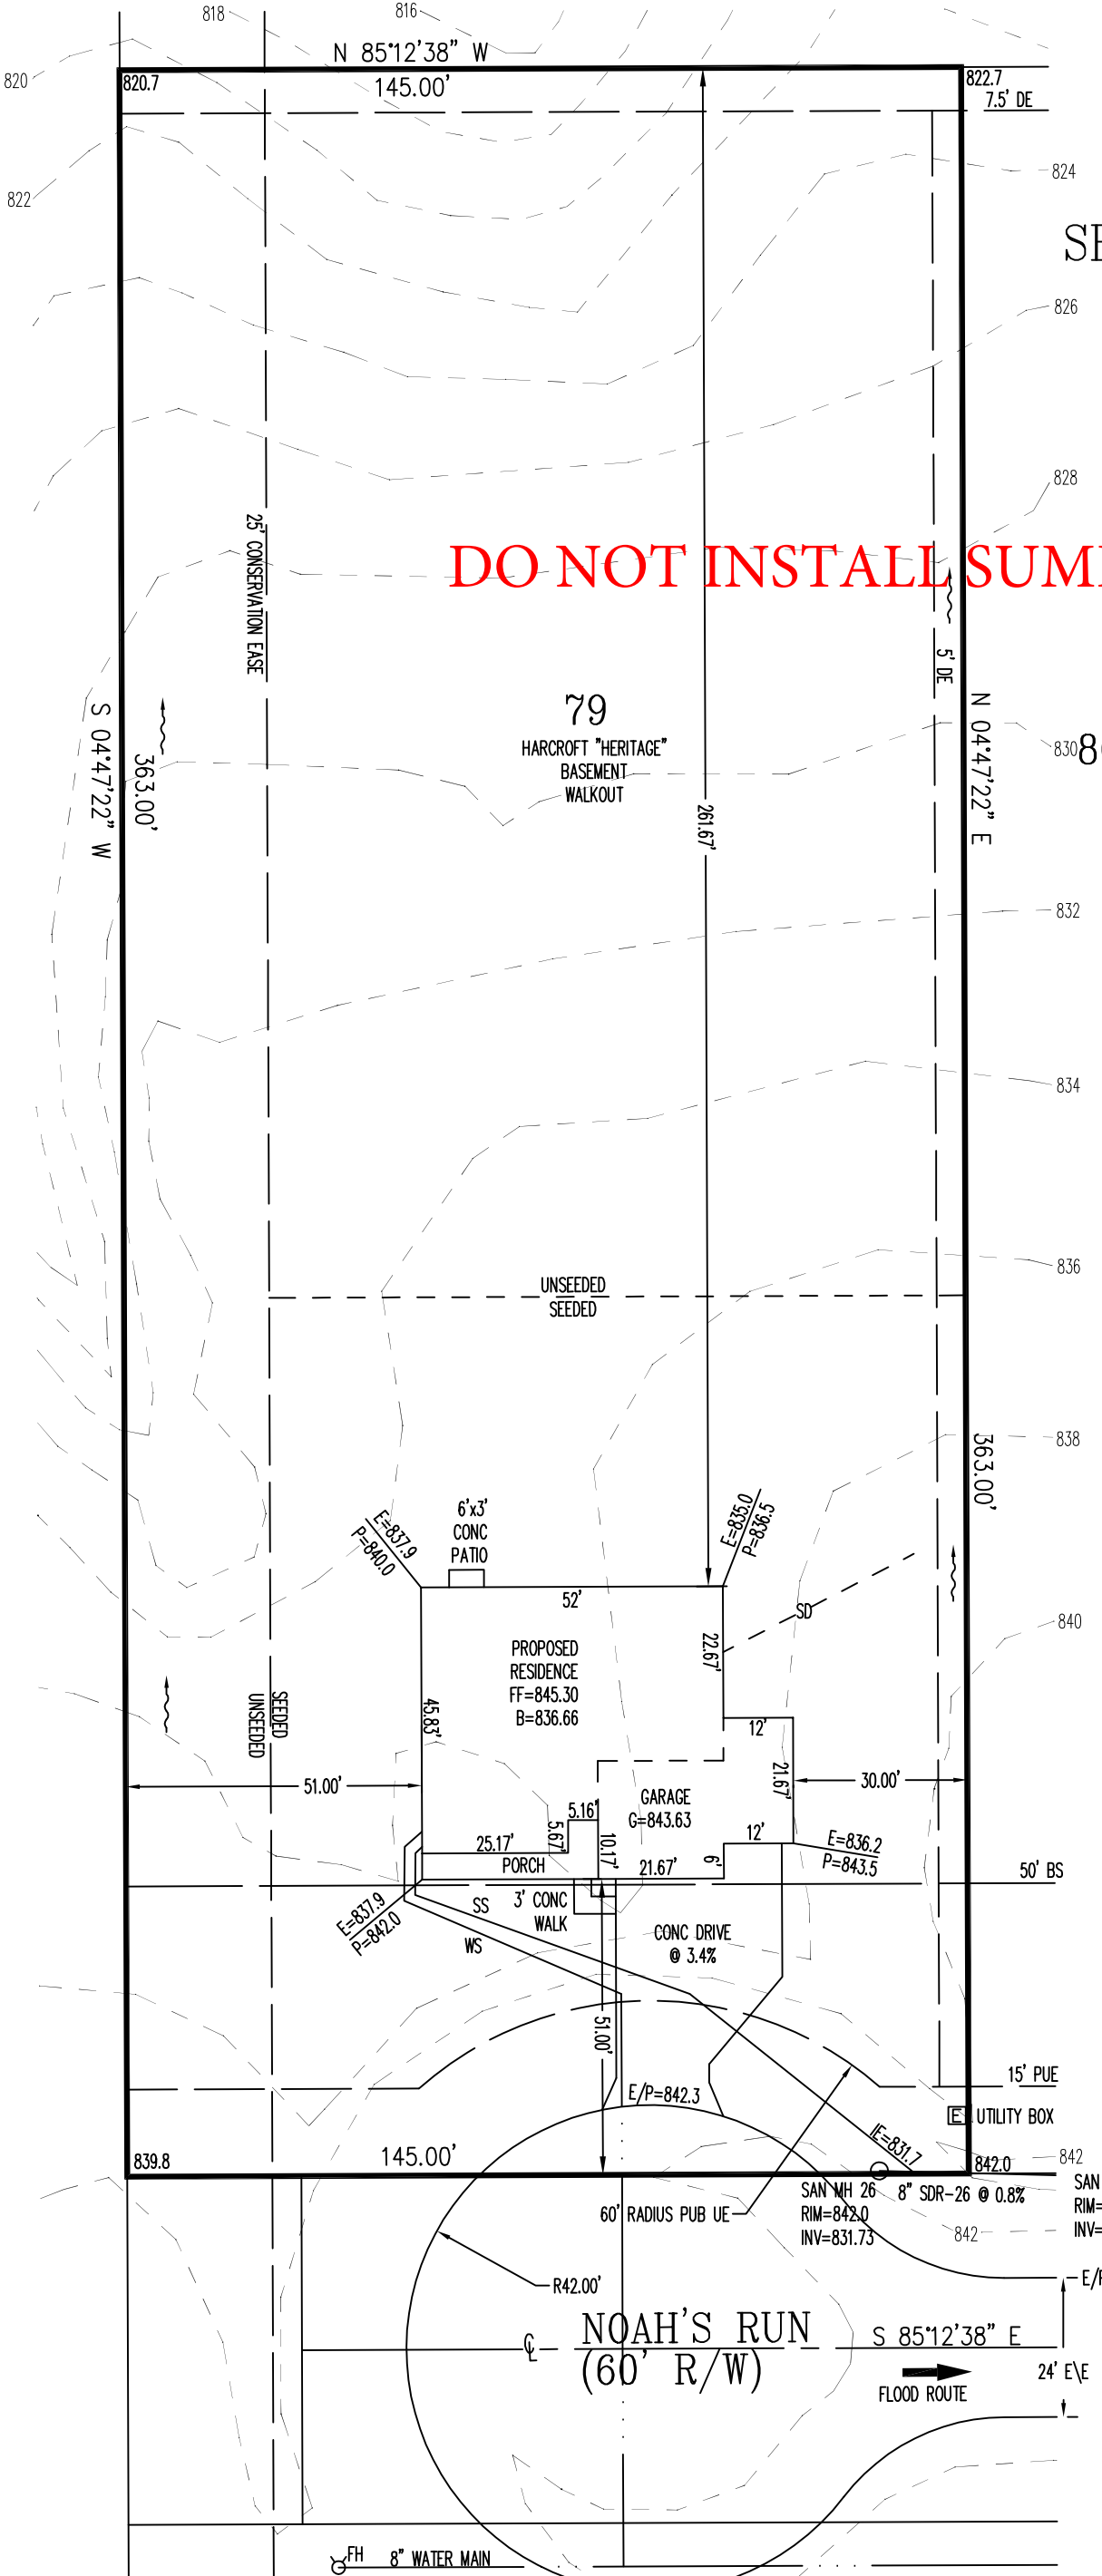 818
816
N 85°12'38" W
820
820.7
145.00'
822.7
7.5' DE
822
824
826
828
25' CONSERVATION EASE
DO NOT INSTALL
5' DE
S 04°47'22" W
363.00'
79
HARCROFT "HERITAGE"
BASEMENT
WALKOUT
261.67'
N 04°47'22" E
830
832
834
836
UNSEEDED
SEEDED
838
363.00'
E=837.9
P=840.0
6'x3'
CONC
PATIO
E=835.0
P=836.5
52'
SD
840
22.67'
PROPOSED
RESIDENCE
FF=845.30
B=836.66
SEEDED
UNSEEDED
45.83'
12'
51.00'
21.67'
30.00'
GARAGE
G=843.63
5.16'
5.67'
10.17'
12'
E=836.2
P=843.5
25.17'
PORCH
21.67'
6'
50' BS
E=837.9
P=842.0
SS
WS
3' CONC
WALK
CONC DRIVE
@ 3.4%
51.00'
15' PUE
E/P=842.3
E UTILITY BOX
IE=831.7
839.8
145.00'
842.0
842
SAN MH 26
RIM=842.0
INV=831.73
8" SDR-26 @ 0.8%
SAN
RIM=
INV=
60' RADIUS PUB UE
842
R42.00'
NOAH'S RUN
(60' R/W)
S 85°12'38" E
FLOOD ROUTE
24' E\E
FH
8" WATER MAIN